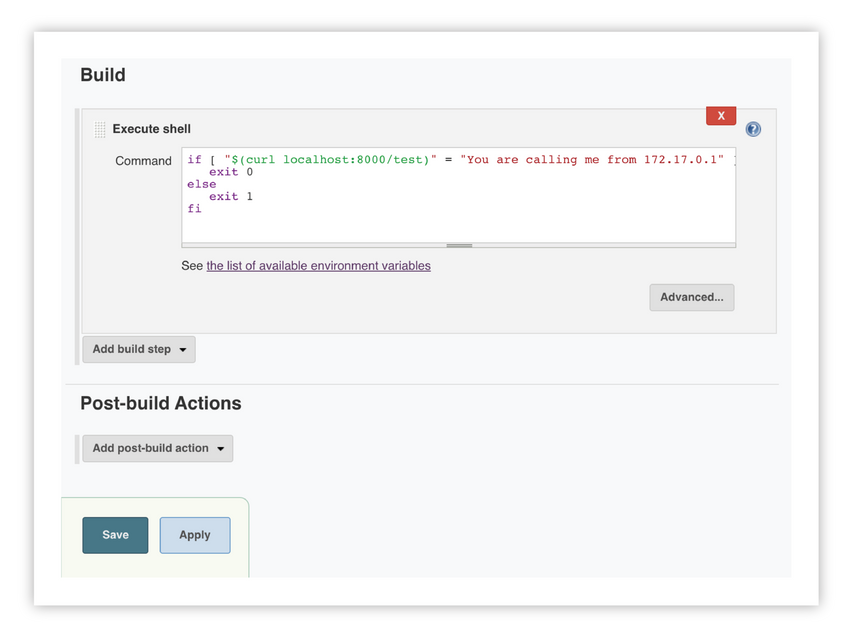 Build
X
Execute shell
?
Command
if [ "$(curl localhost:8000/test)" = "You are calling me from 172.17.0.1"
exit 0
else
exit 1
fi
See the list of available environment variables
Advanced...
Add build step
Post-build Actions
Add post-build action
Save
Apply